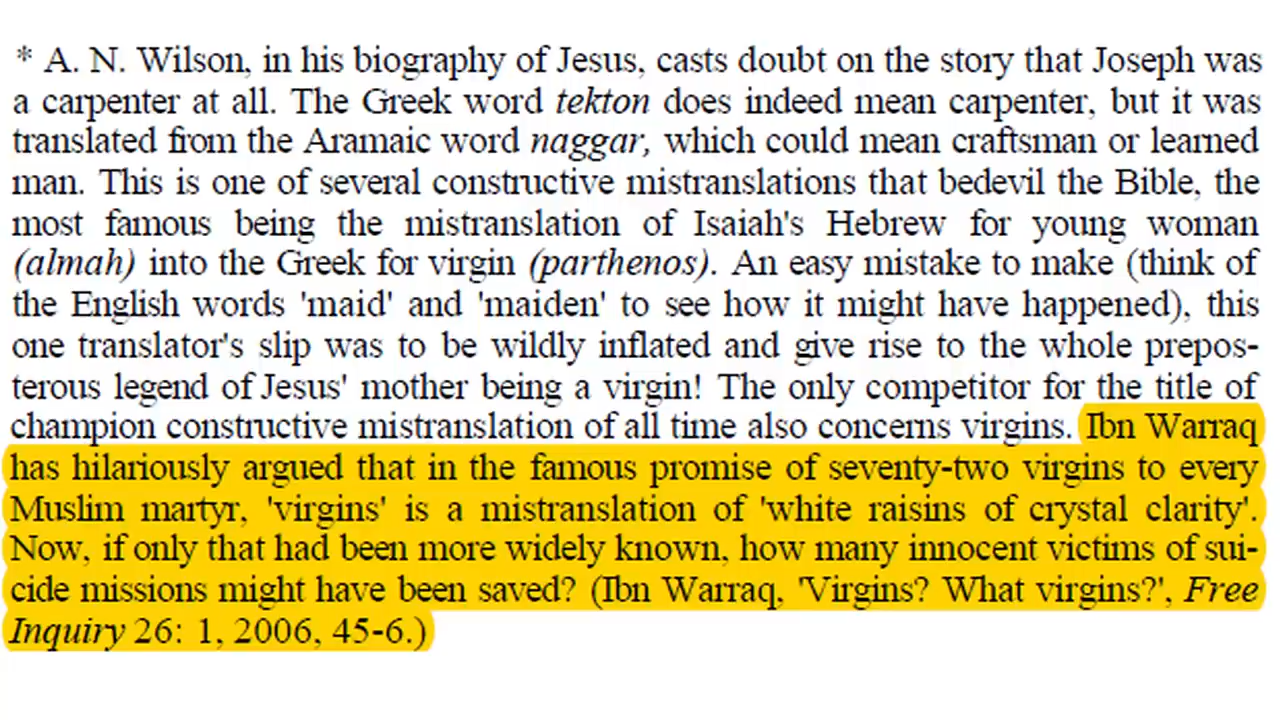 * A. N. Wilson, in his biography of Jesus, casts doubt on the story that Joseph was
a carpenter at all. The Greek word tekton does indeed mean carpenter, but it was
translated from the Aramaic word naggar, which could mean craftsman or learned
man. This is one of several constructive mistranslations that bedevil the Bible, the
most famous being the mistranslation of Isaiah's Hebrew for young woman
(almah) into the Greek for virgin (parthenos). An easy mistake to make (think of
the English words 'maid' and 'maiden' to see how it might have happened), this
one translator's slip was to be wildly inflated and give rise to the whole prepos-
terous legend of Jesus' mother being a virgin! The only competitor for the title of
champion constructive mistranslation of all time also concerns virgins. Ibn Warraq
has hilariously argued that in the famous promise of seventy-two virgins to every
Muslim martyr, 'virgins' is a mistranslation of 'white raisins of crystal clarity'.
Now, if only that had been more widely known, how many innocent victims of sui-
cide missions might have been saved? (Ibn Warraq, 'Virgins? What virgins?', Free
Inquiry 26: 1, 2006, 45-6.)